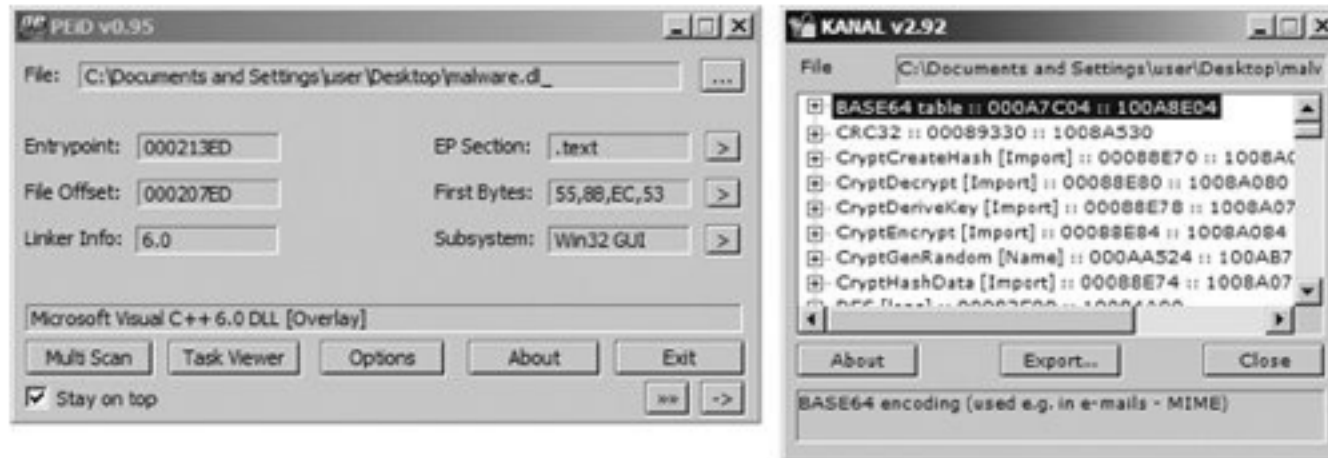 PEiD v0.95
File: C:\Documents and Settings\user\Desktop\malware.dl_ ...
Entrypoint: 000213ED EP Section: .text >
File Offset: 000207ED First Bytes: 55,8B,EC,53 >
Linker Info: 6.0 Subsystem: Win32 GUI >
Microsoft Visual C++ 6.0 DLL [Overlay]
Multi Scan Task Viewer Options About Exit
Stay on top »» ->
KANAL v2.92
File C:\Documents and Settings\user\Desktop\malv
BASE64 table :: 000A7C04 :: 100A8E04
CRC32 :: 00089330 :: 1008A530
CryptCreateHash [Import] :: 00088E70 :: 1008A0
CryptDecrypt [Import] :: 00088E80 :: 1008A080
CryptDeriveKey [Import] :: 00088E78 :: 1008A07
CryptEncrypt [Import] :: 00088E84 :: 1008A084
CryptGenRandom [Name] :: 000AA524 :: 100AB7
CryptHashData [Import] :: 00088E74 :: 1008A07
About Export... Close
BASE64 encoding (used e.g. in e-mails - MIME)